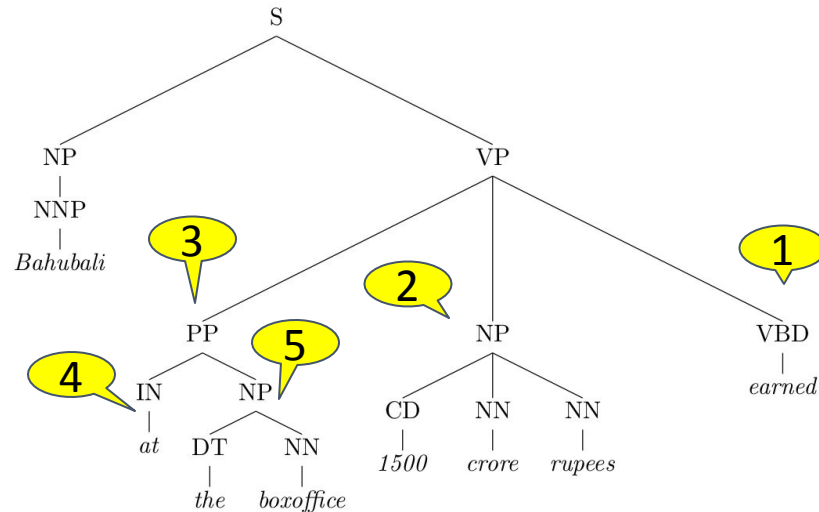 S
NP VP
NNP
Bahubali
3
1
2
PP NP VBD
5
4
IN NP
earned
CD NN NN
at
DT NN
1500 crore rupees
the boxoffice